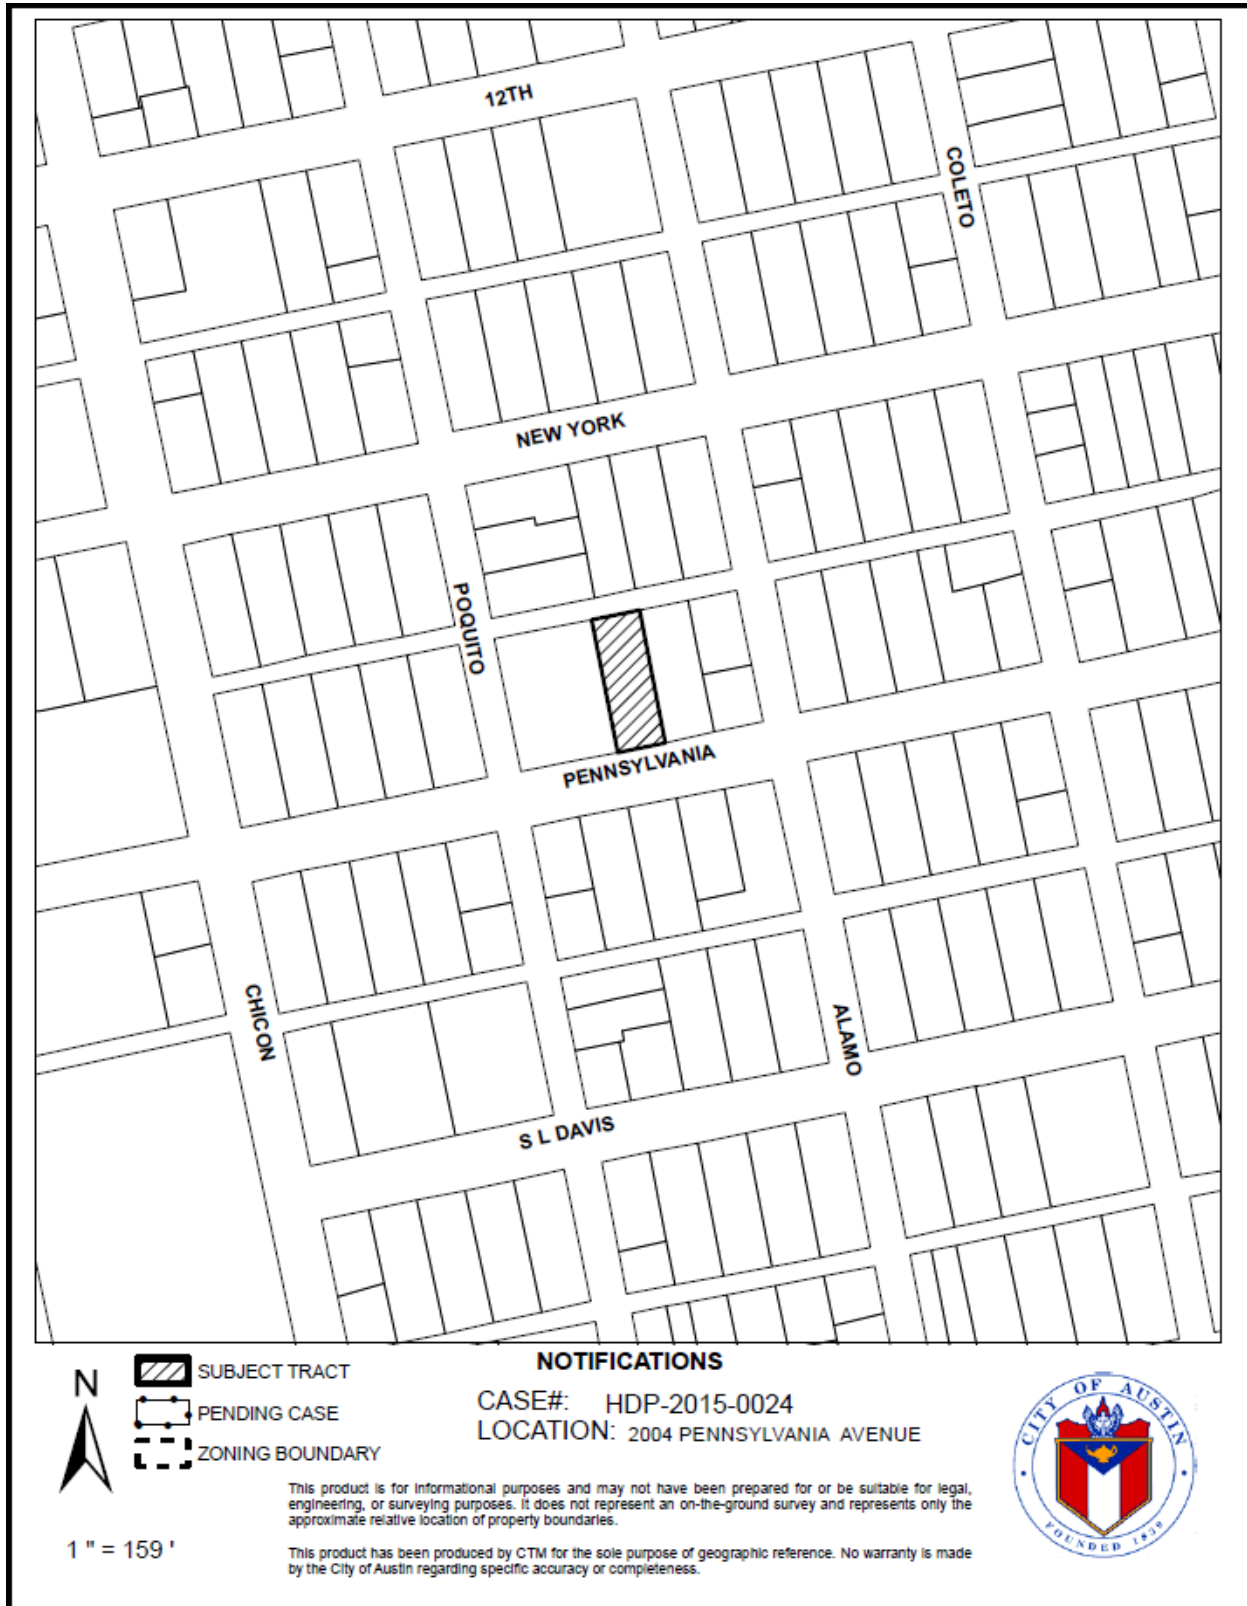 12TH
COLETO
NEW YORK
POQUITO
PENNSYLVANIA
CHICON
ALAMO
S L DAVIS
N
1 " = 159 '
SUBJECT TRACT
PENDING CASE
ZONING BOUNDARY
NOTIFICATIONS
CASE#: HDP-2015-0024
LOCATION: 2004 PENNSYLVANIA AVENUE
This product is for informational purposes and may not have been prepared for or be suitable for legal,
engineering, or surveying purposes. It does not represent an on-the-ground survey and represents only the
approximate relative location of property boundaries.
This product has been produced by CTM for the sole purpose of geographic reference. No warranty is made
by the City of Austin regarding specific accuracy or completeness.
CITY OF AUSTIN
FOUNDED 1839